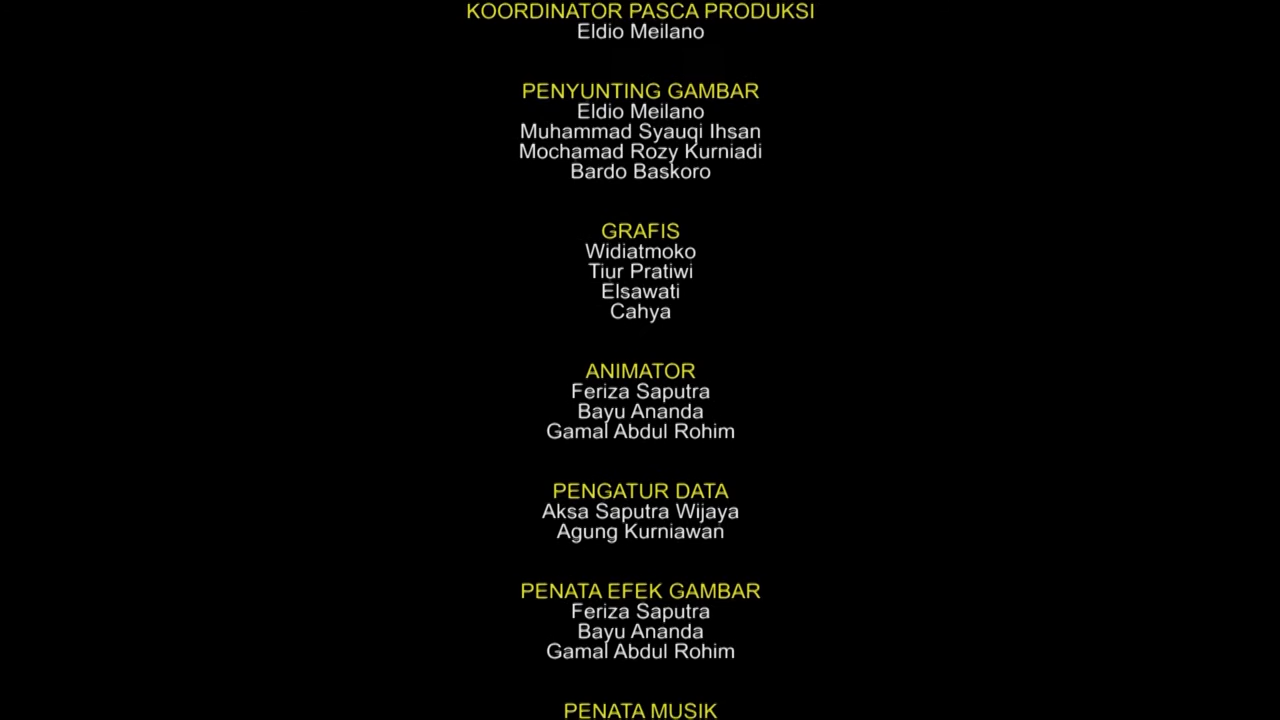 KOORDINATOR PASCA PRODUKSI
Eldio Meilano
PENYUNTING GAMBAR
Eldio Meilano
Muhammad Syauqi Ihsan
Mochamad Rozy Kurniadi
Bardo Baskoro
GRAFIS
Widiatmoko
Tiur Pratiwi
Elsawati
Cahya
ANIMATOR
Feriza Saputra
Bayu Ananda
Gamal Abdul Rohim
PENGATUR DATA
Aksa Saputra Wijaya
Agung Kurniawan
PENATA EFEK GAMBAR
Feriza Saputra
Bayu Ananda
Gamal Abdul Rohim
PENATA MUSIK